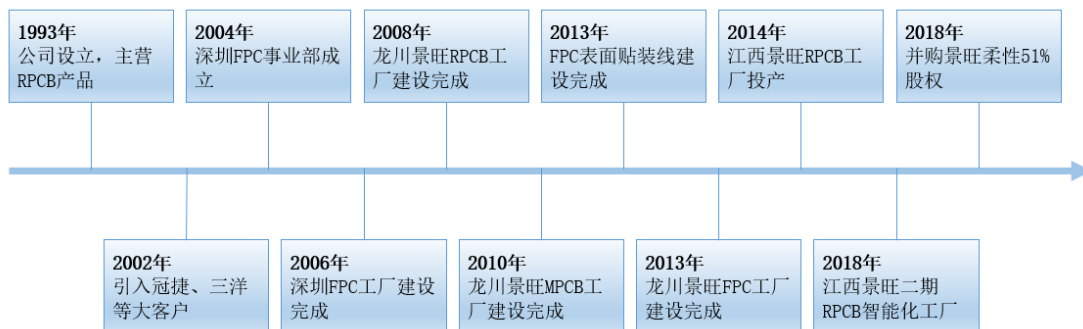 1993年
公司设立，主营
RPCB产品
2004年
深圳FPC事业部成
立
2008年
龙川景旺RPCB工
厂建设完成
2013年
FPC表面贴装线建
设完成
2014年
江西景旺RPCB工
厂投产
2018年
并购景旺柔性51%
股权
2002年
引入冠捷、三洋
等大客户
2006年
深圳FPC工厂建设
完成
2010年
龙川景旺MPCB工
厂建设完成
2013年
龙川景旺FPC工厂
建设完成
2018年
江西景旺二期
RPCB智能化工厂